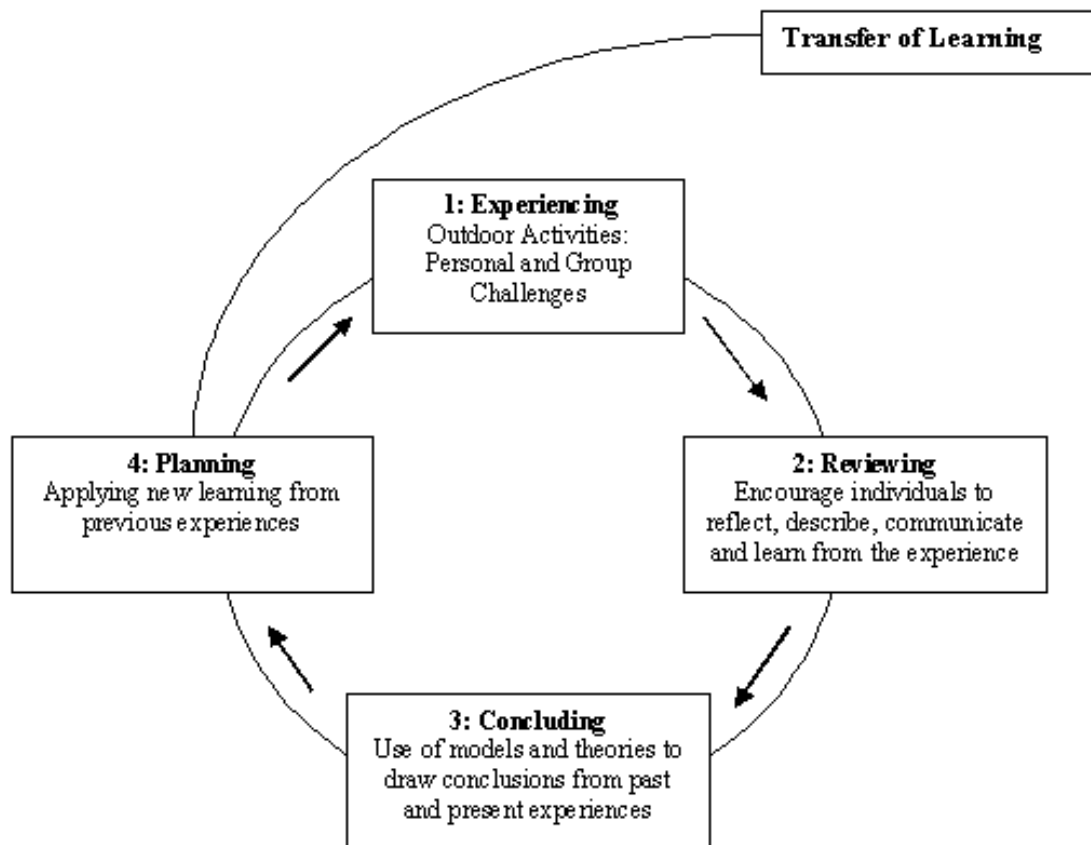 Transfer of Learning
1: Experiencing
Outdoor Activities:
Personal and Group
Challenges
2: Reviewing
Encourage individuals to
reflect, describe, communicate
and learn from the experience
3: Concluding
Use of models and theories to
draw conclusions from past
and present experiences
4: Planning
Applying new learning from
previous experiences